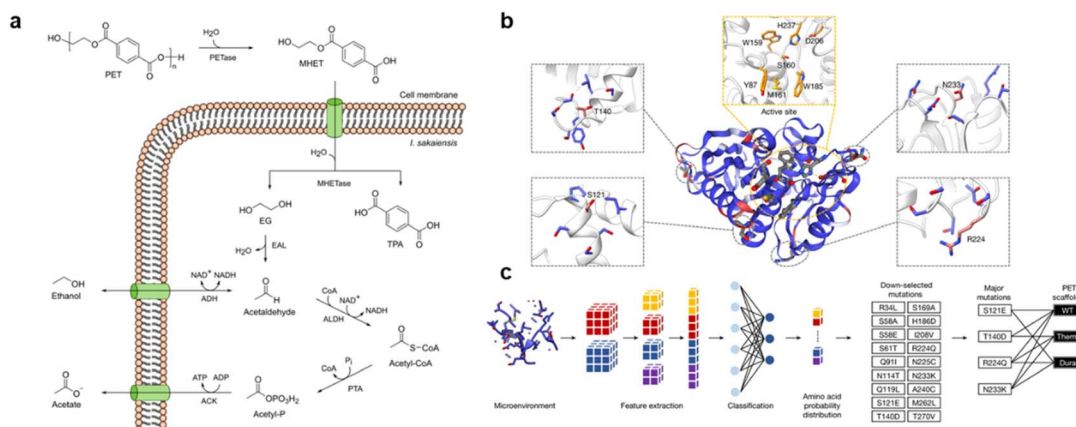 a
HO
O
O
O
O
H
n
PET
H₂O
PETase
HO
O
O
OH
O
MHET
Cell membrane
I. sakaiensis
H₂O
MHETase
HO
OH
EG
HO
O
O
OH
TPA
H₂O
EAL
OH
Ethanol
NAD⁺ NADH
ADH
O
H
Acetaldehyde
CoA
NAD⁺
NADH
ALDH
O
S-CoA
Acetyl-CoA
CoA
Pi
PTA
O
OPO₃H₂
Acetyl-P
ATP ADP
ACK
O
O⁻
Acetate
b
H237
W159
D206
S160
Y87
M161
W185
Active site
T140
N233
S121
R224
c
Microenvironment
Feature extraction
Classification
Amino acid
probability
distribution
Down-selected
mutations
R34L S169A
S58A H186D
S58E I208V
S61T R224Q
Q91I N225C
N114T N233K
Q119L A240C
S121E M262L
T140D T270V
Major
mutations
S121E
T140D
R224Q
N233K
WT